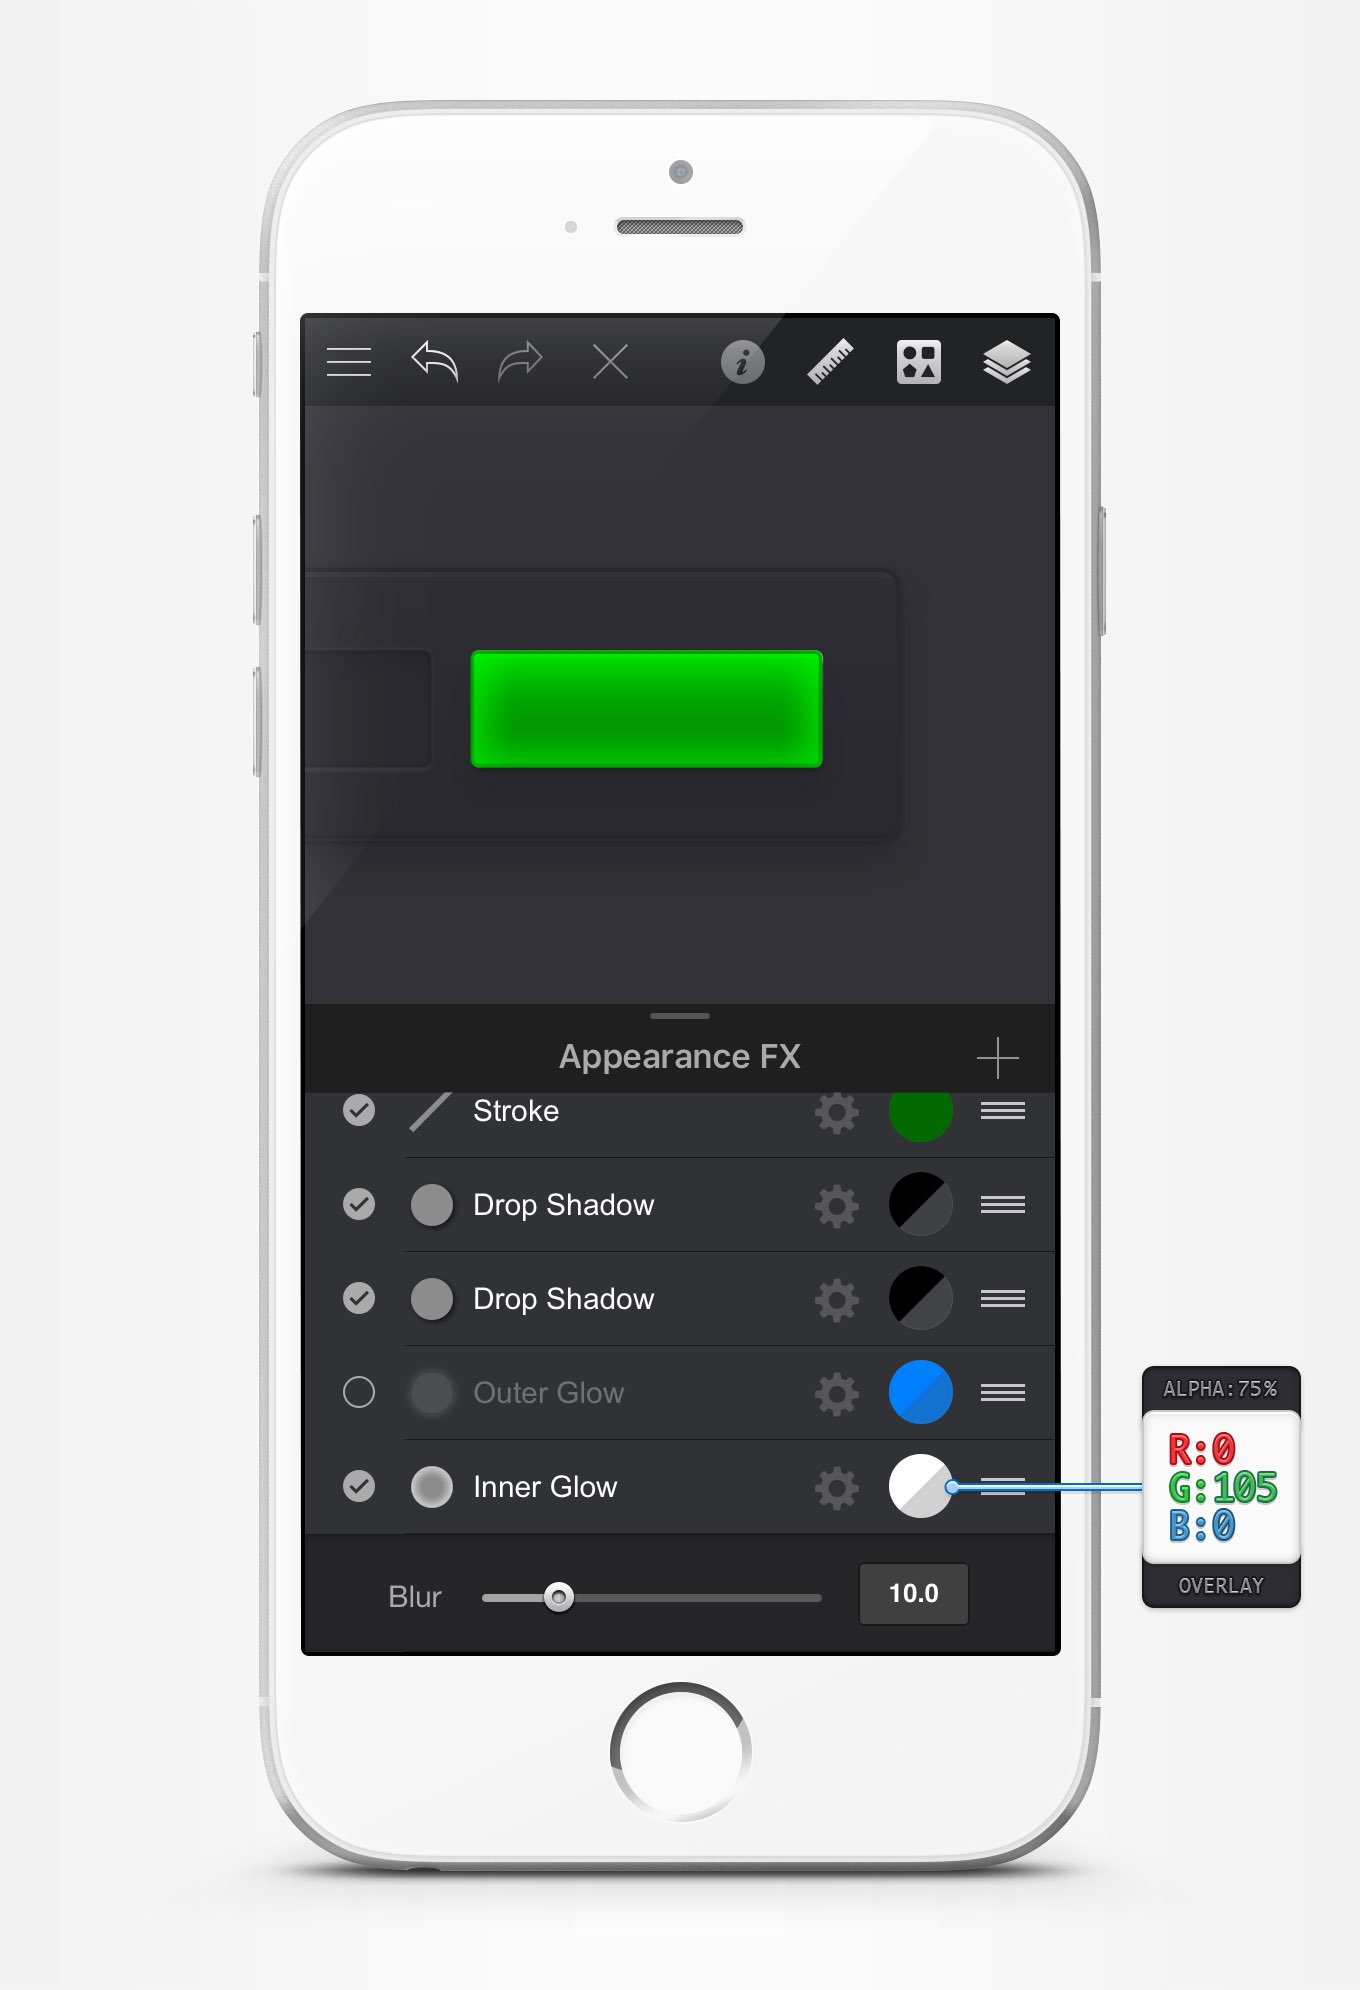 i
Appearance FX
Stroke
Drop Shadow
Drop Shadow
Outer Glow
Inner Glow
Blur
10.0
ALPHA:75%
R:0
G:105
B:0
OVERLAY